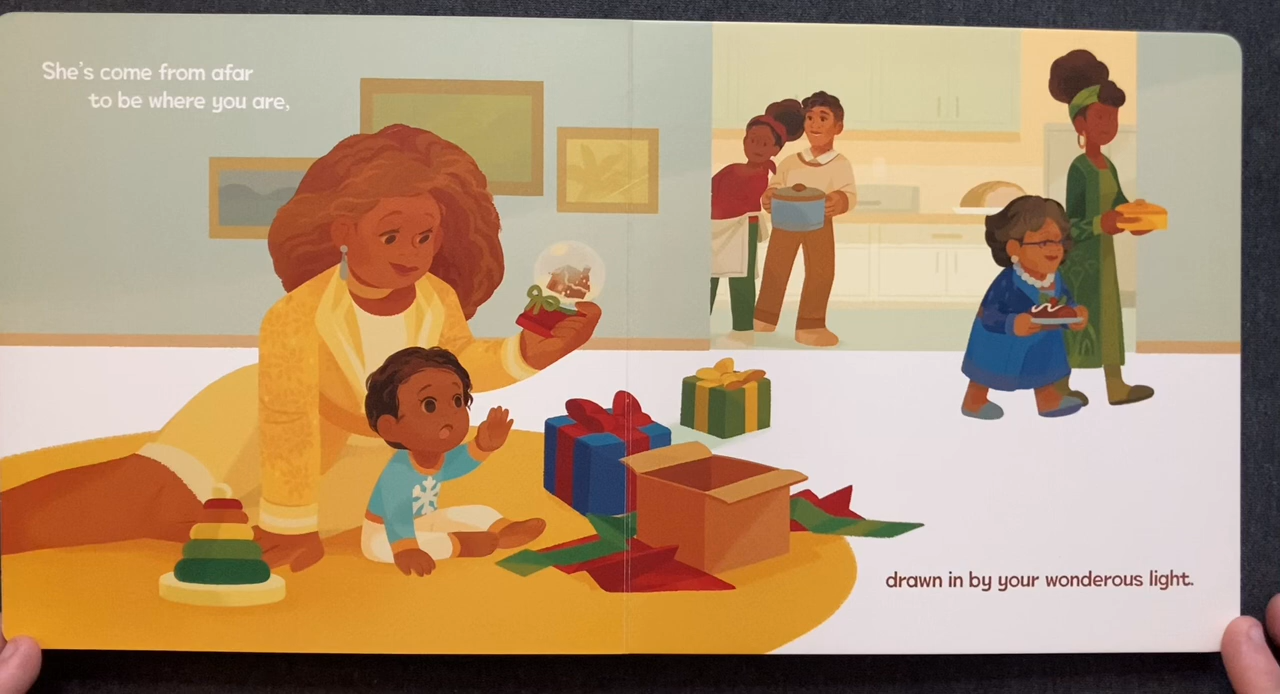 She's come from afar
to be where you are,
drawn in by your wonderous light.